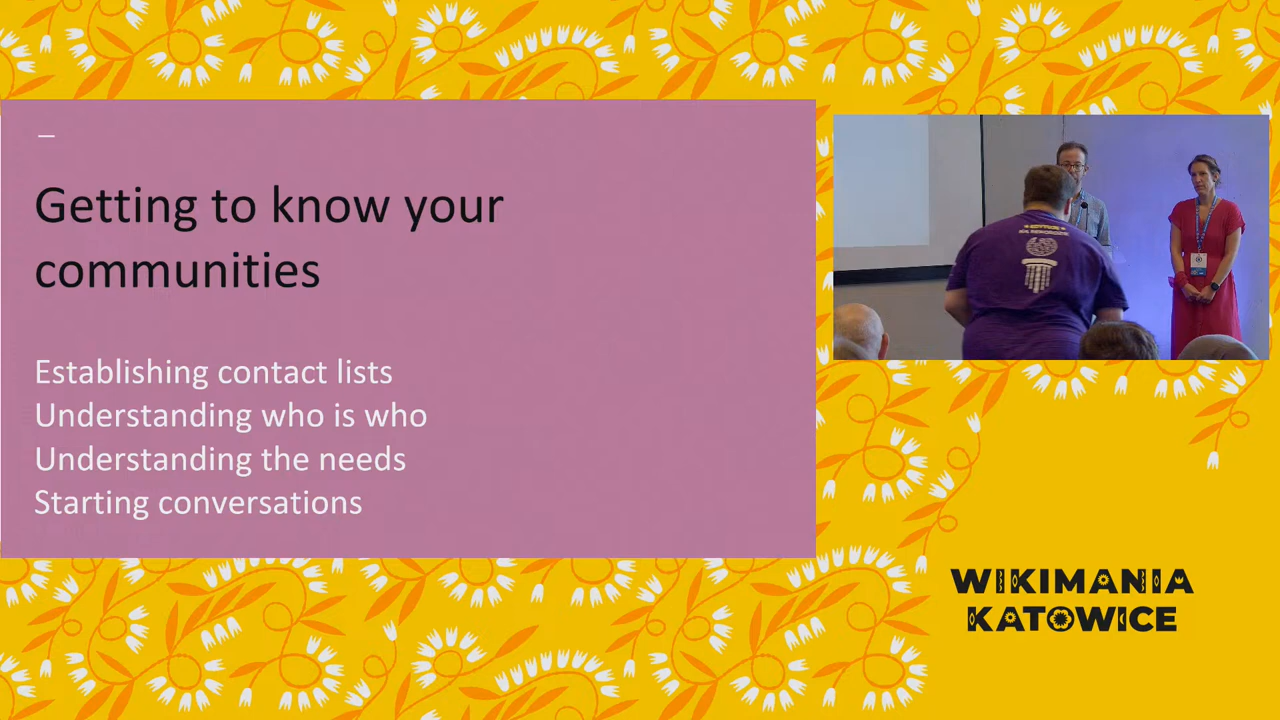 Getting to know your
communities
Establishing contact lists
Understanding who is who
Understanding the needs
Starting conversations
WIKIMANIA
KATOWICE